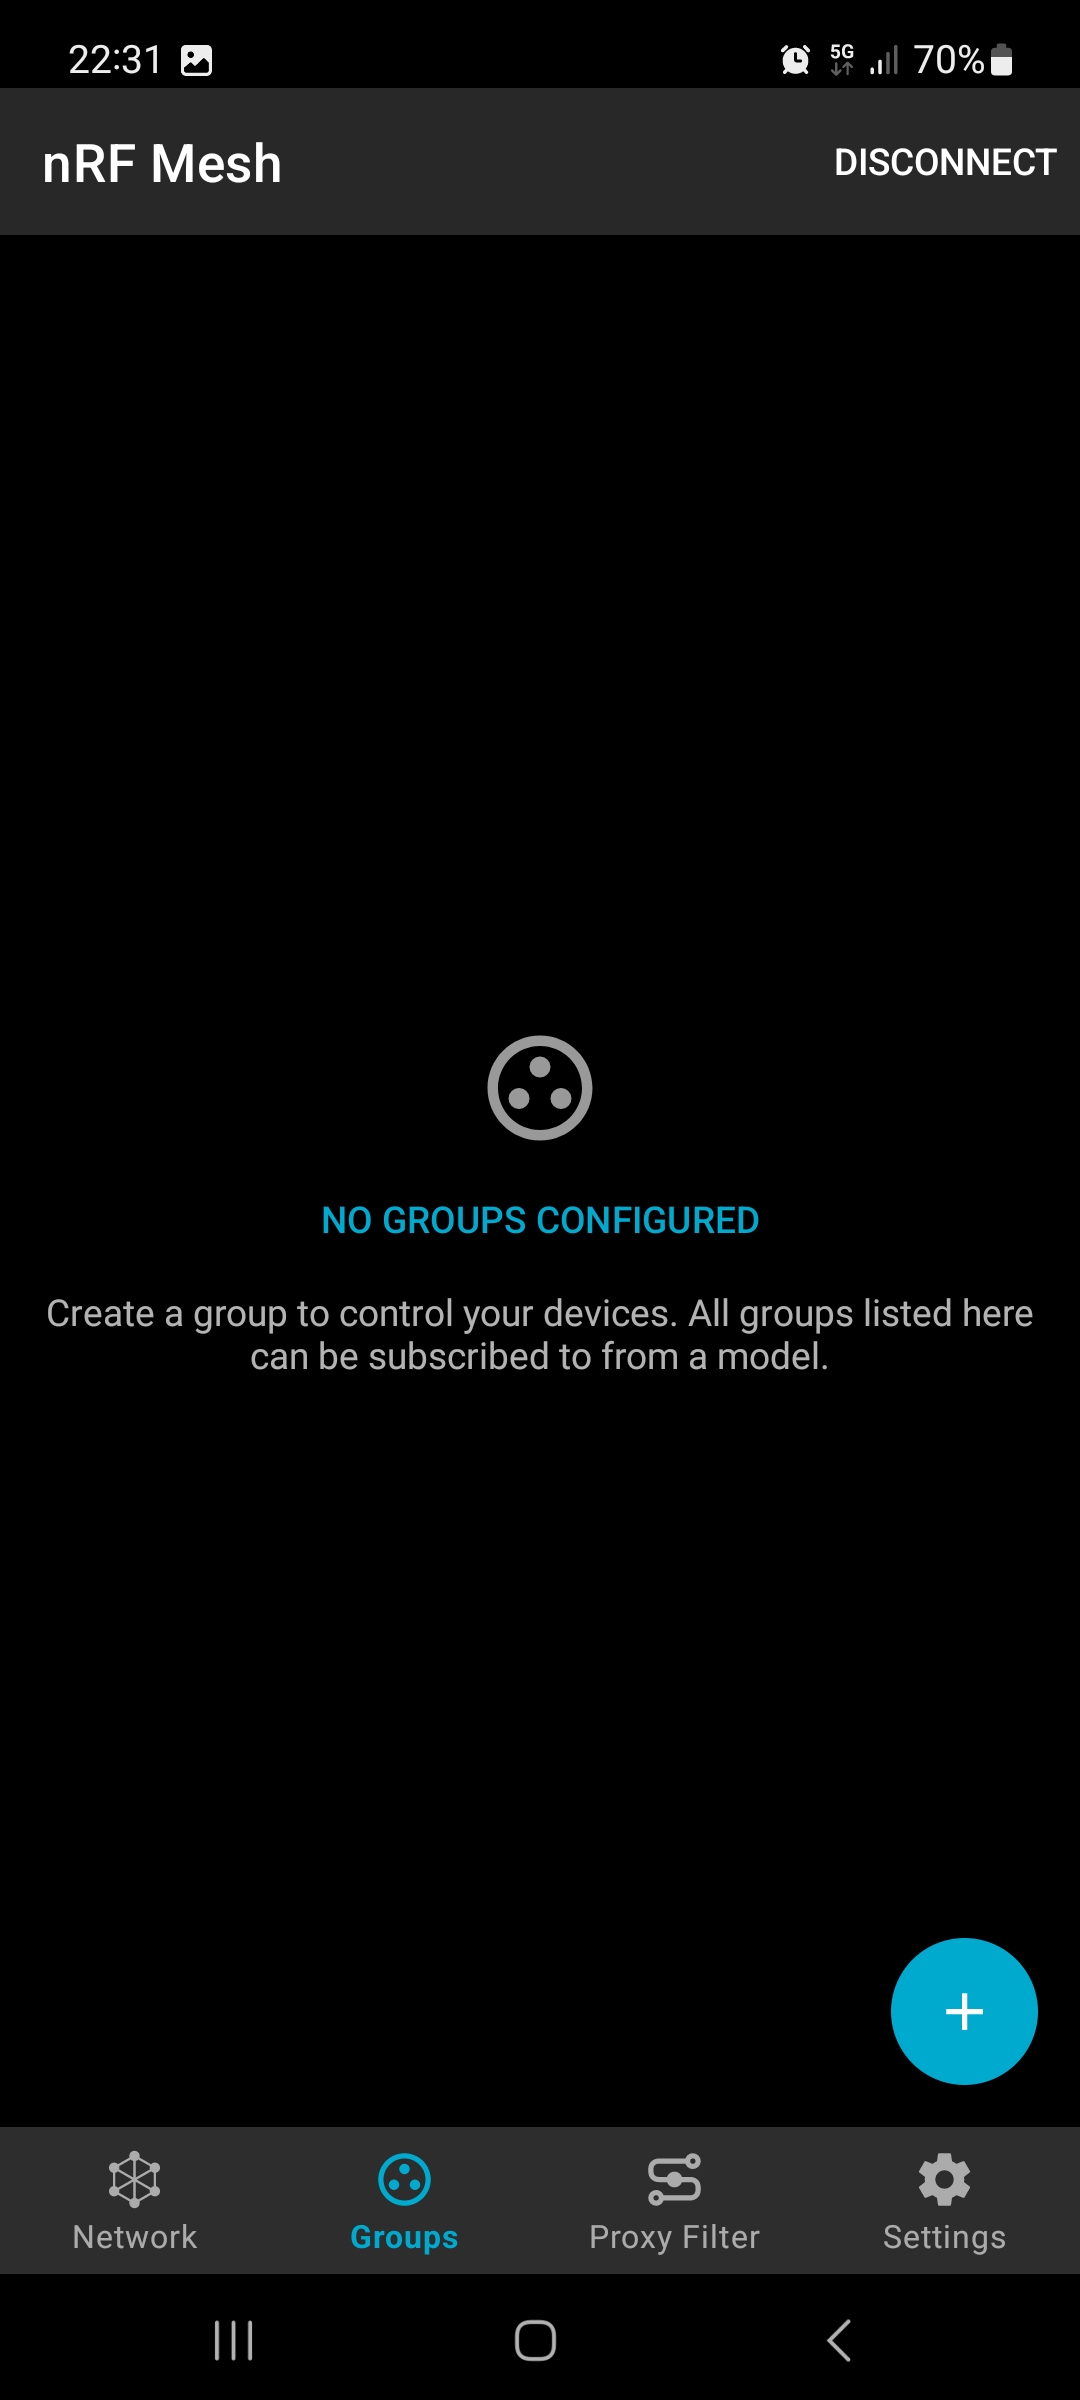 22:31
5G
70%
nRF Mesh
DISCONNECT
NO GROUPS CONFIGURED
Create a group to control your devices. All groups listed here
can be subscribed to from a model.
Network
Groups
Proxy Filter
Settings